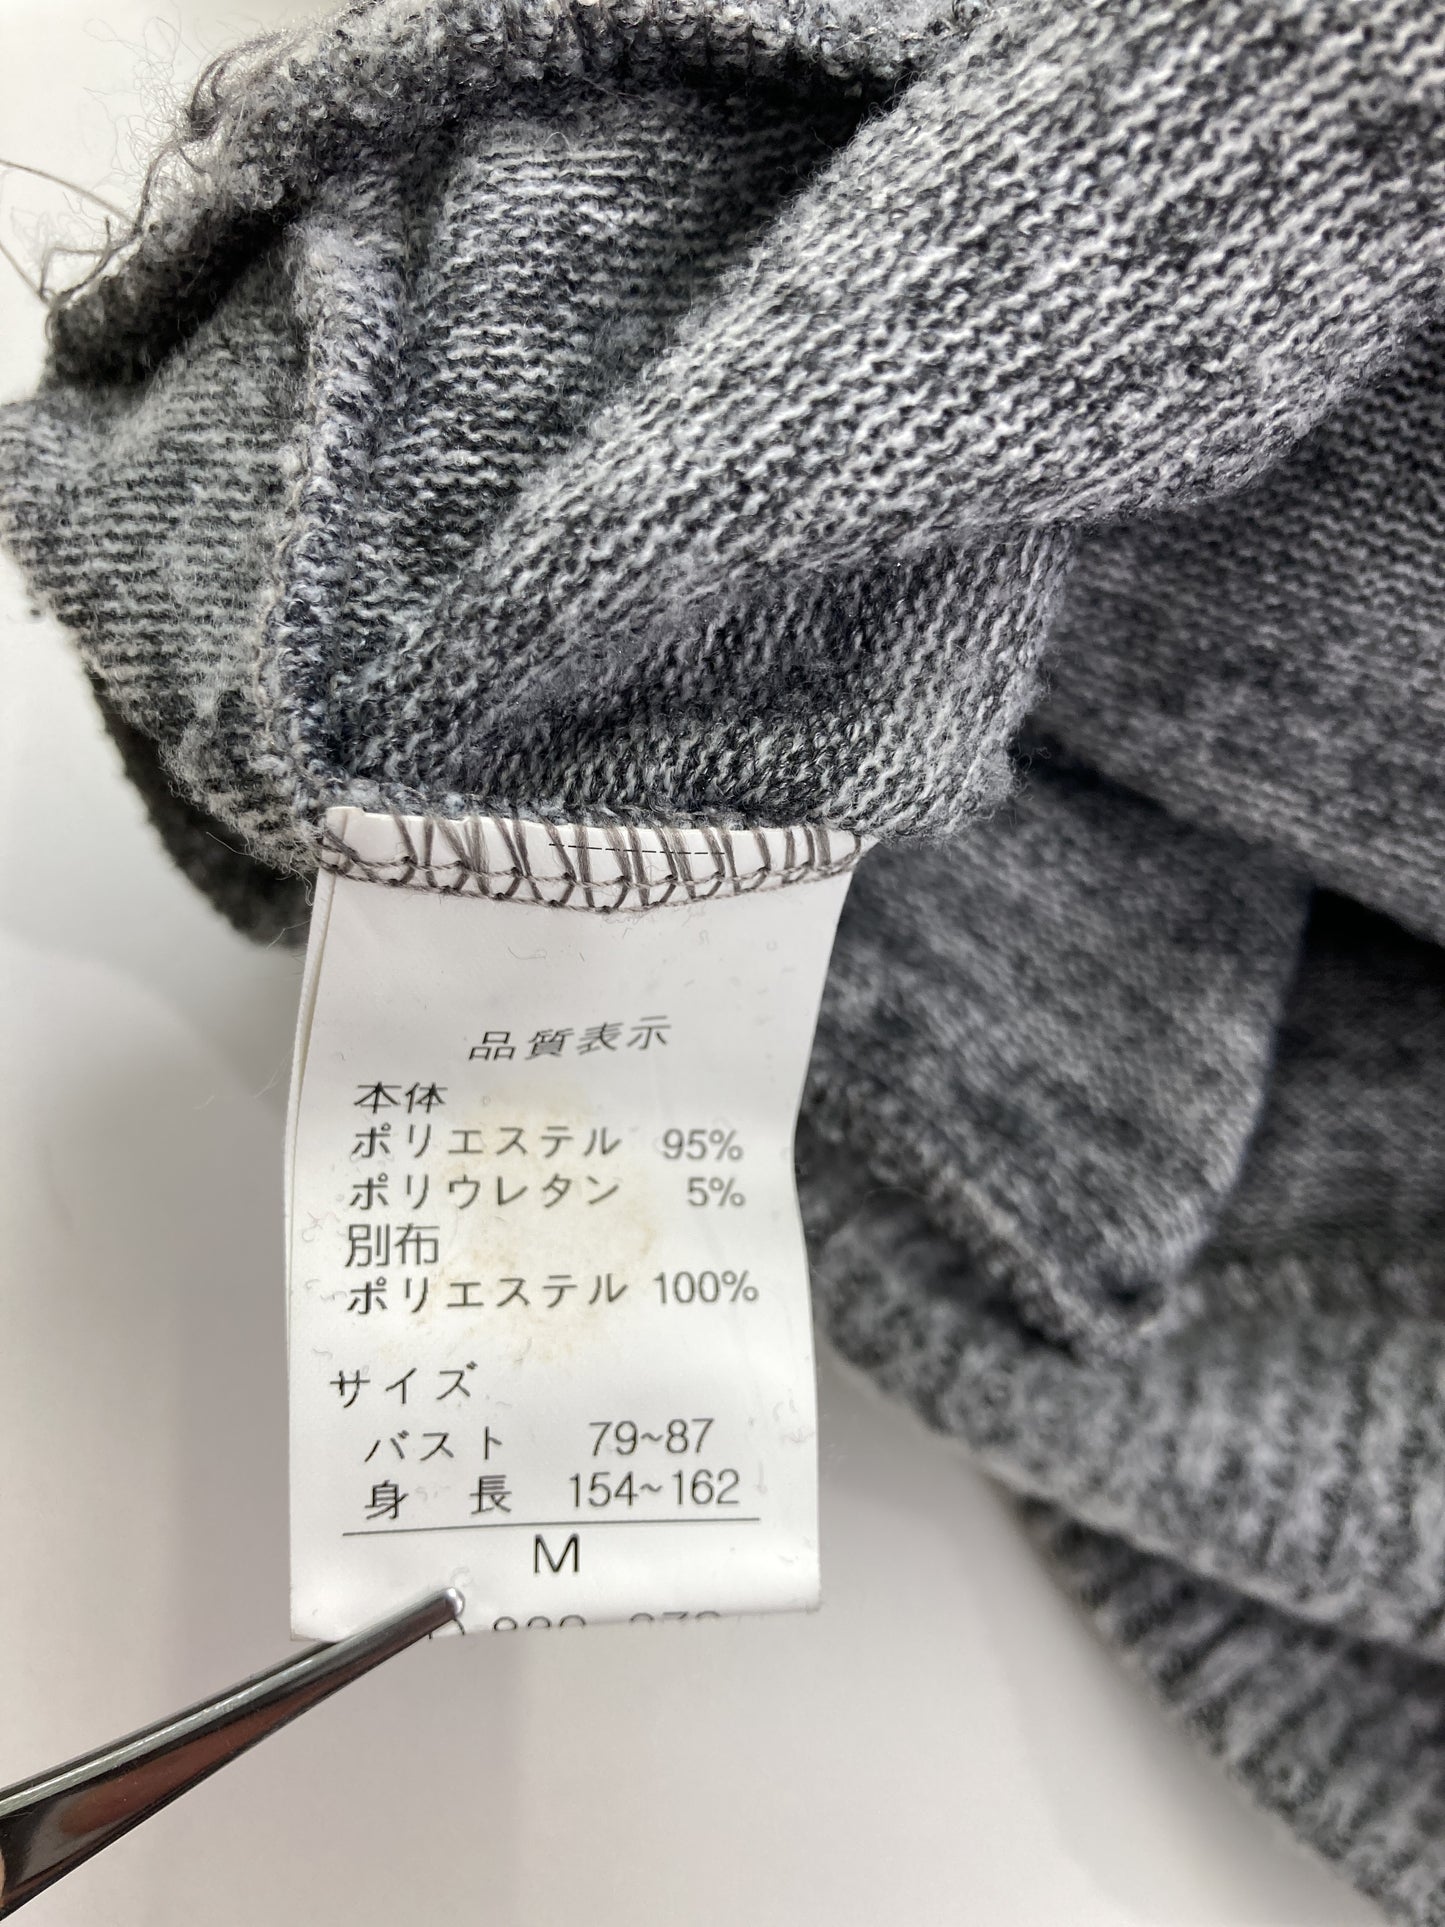 品質表示
本体
ポリエステル 95%
ポリウレタン 5%
別布
ポリエステル 100%
サイズ
バスト 79~87
身 長 154~162
M